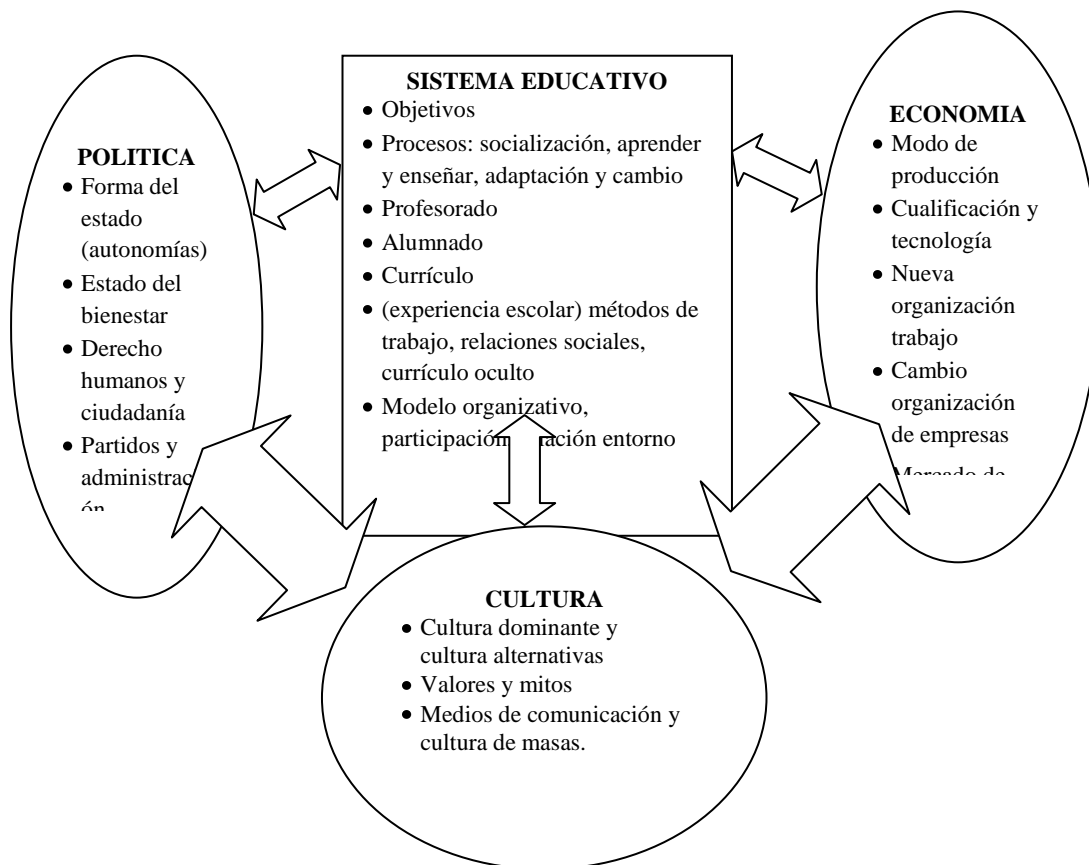 SISTEMA EDUCATIVO
• Objetivos
• Procesos: socialización, aprender
y enseñar, adaptación y cambio
• Profesorado
• Alumnado
• Currículo
• (experiencia escolar) métodos de
trabajo, relaciones sociales,
currículo oculto
• Modelo organizativo,
participación ación entorno
POLITICA
• Forma del
estado
(autonomías)
• Estado del
bienestar
• Derecho
humanos y
ciudadanía
• Partidos y
administrac
ón
ECONOMIA
• Modo de
producción
• Cualificación y
tecnología
• Nueva
organización
trabajo
• Cambio
organización
de empresas
• Mercado de
CULTURA
• Cultura dominante y
cultura alternativas
• Valores y mitos
• Medios de comunicación y
cultura de masas.